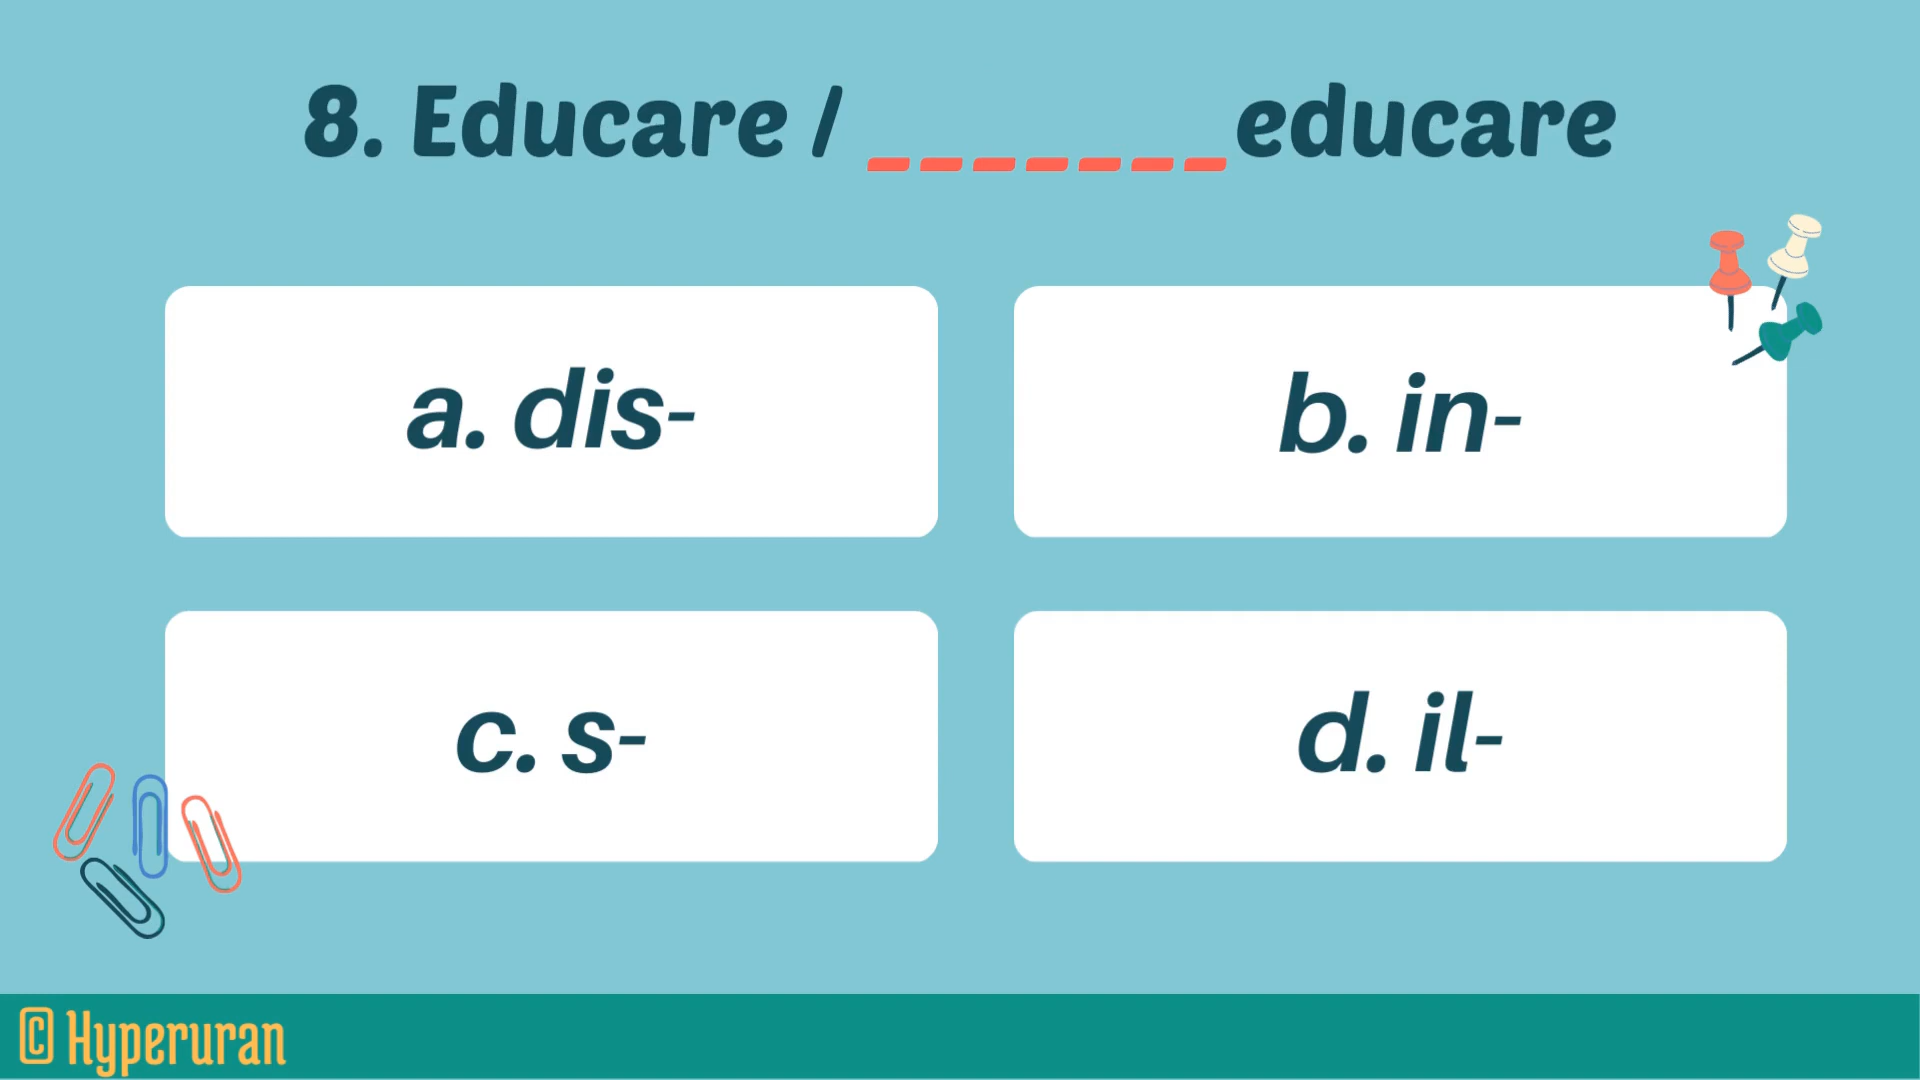 8. Educare / _______educare
a. dis-
b. in-
c. s-
d. il-
© Hyperuran